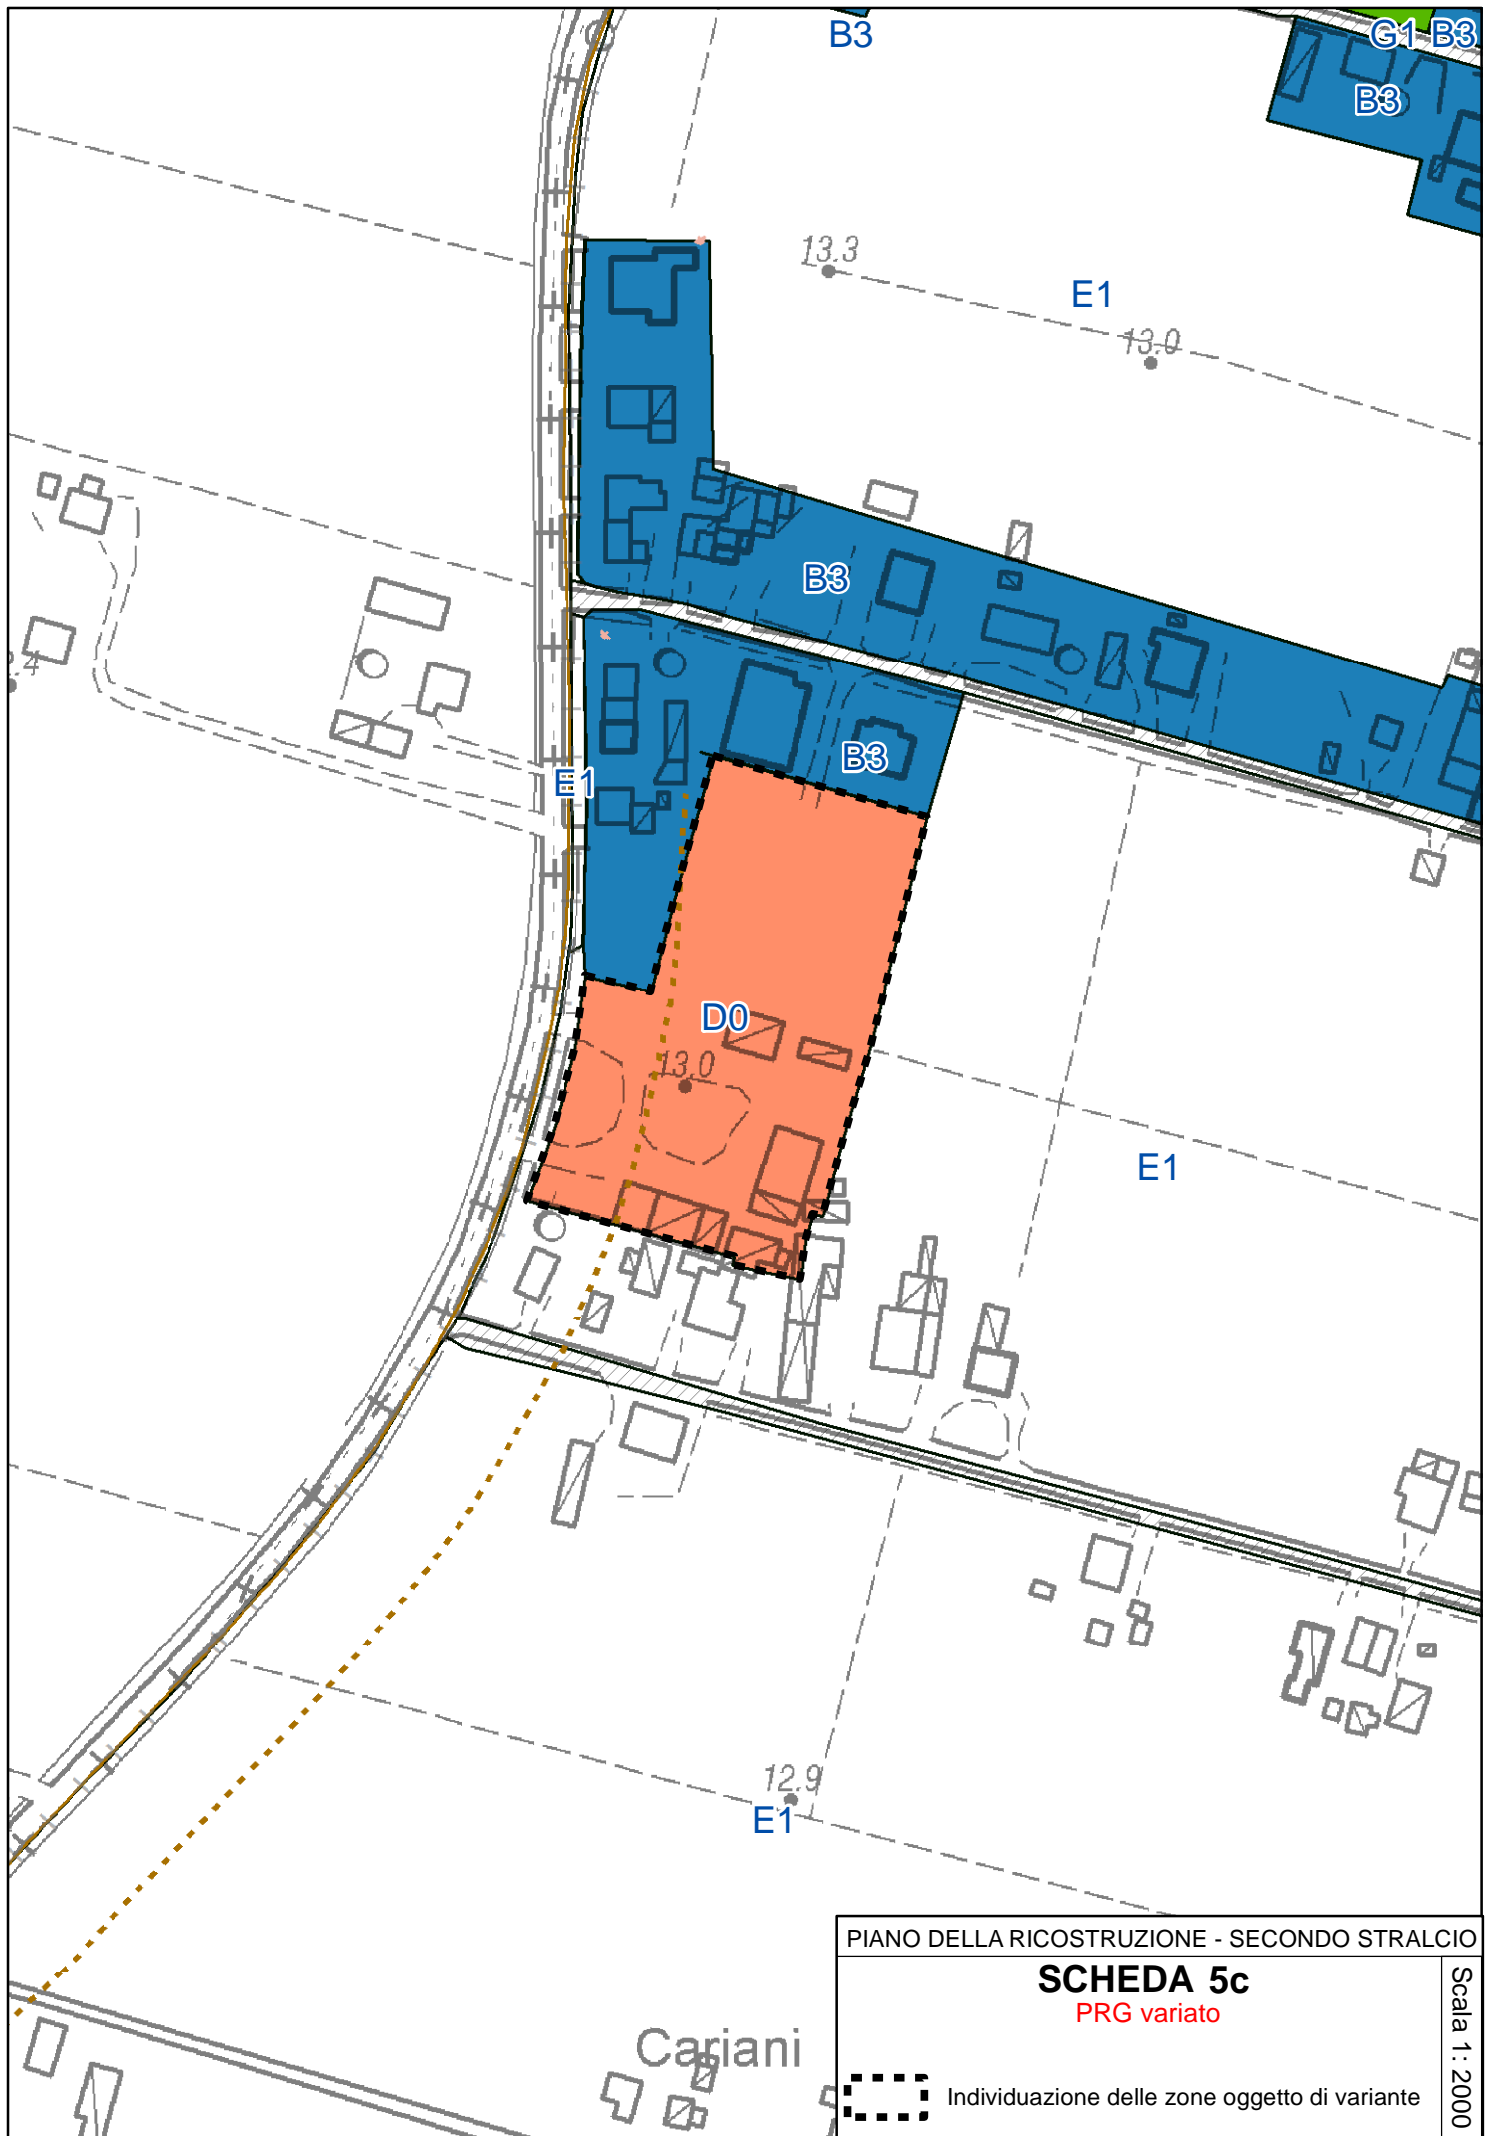 B3
G1 B3
B3
13.3
E1
13.0
B3
B3
E1
D0
13.0
E1
12.9
E1
Cariani
PIANO DELLA RICOSTRUZIONE - SECONDO STRALCIO
SCHEDA 5c
PRG variato
Individuazione delle zone oggetto di variante
Scala 1: 2000